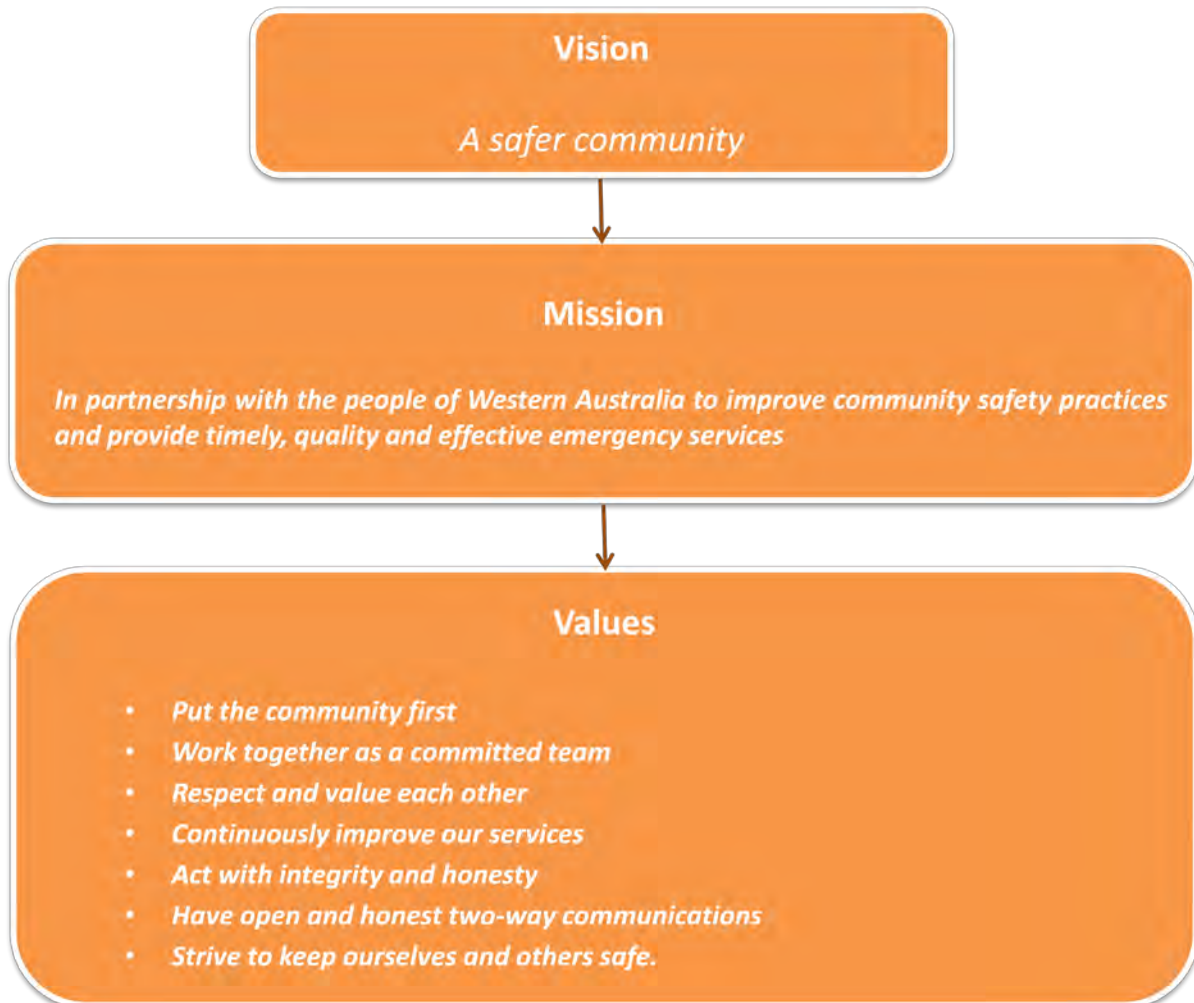 Vision
A safer community
Mission
In partnership with the people of Western Australia to improve community safety practices
and provide timely, quality and effective emergency services
Values
• Put the community first
• Work together as a committed team
• Respect and value each other
• Continuously improve our services
• Act with integrity and honesty
• Have open and honest two-way communications
• Strive to keep ourselves and others safe.